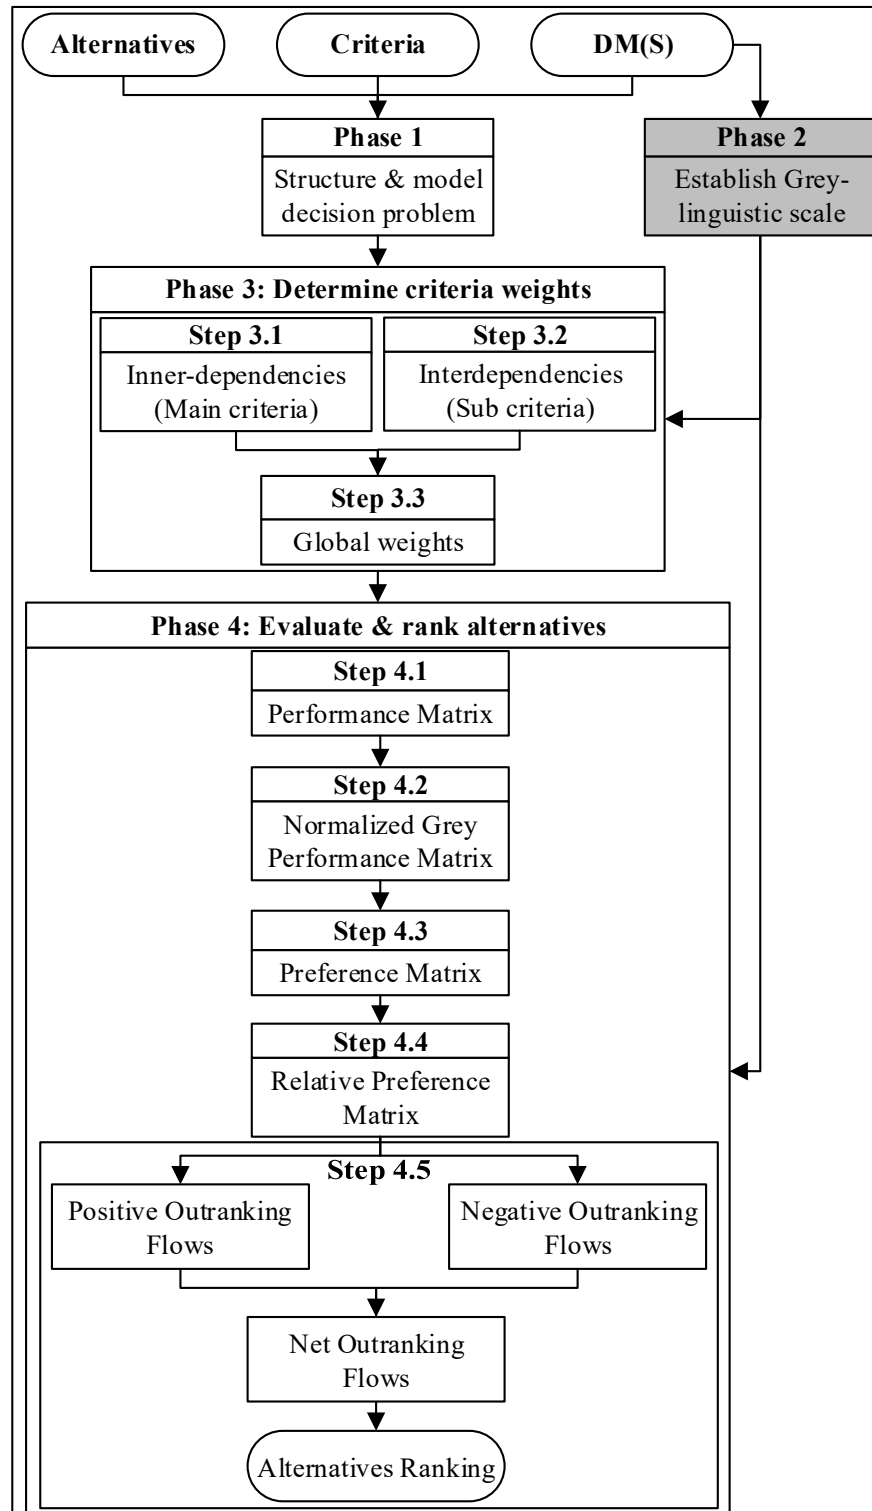 Alternatives
Criteria
DM(S)
Phase 1
Structure & model
decision problem
Phase 2
Establish Grey-
linguistic scale
Phase 3: Determine criteria weights
Step 3.1
Inner-dependencies
(Main criteria)
Step 3.2
Interdependencies
(Sub criteria)
Step 3.3
Global weights
Phase 4: Evaluate & rank alternatives
Step 4.1
Performance Matrix
Step 4.2
Normalized Grey
Performance Matrix
Step 4.3
Preference Matrix
Step 4.4
Relative Preference
Matrix
Step 4.5
Positive Outranking
Flows
Negative Outranking
Flows
Net Outranking
Flows
Alternatives Ranking